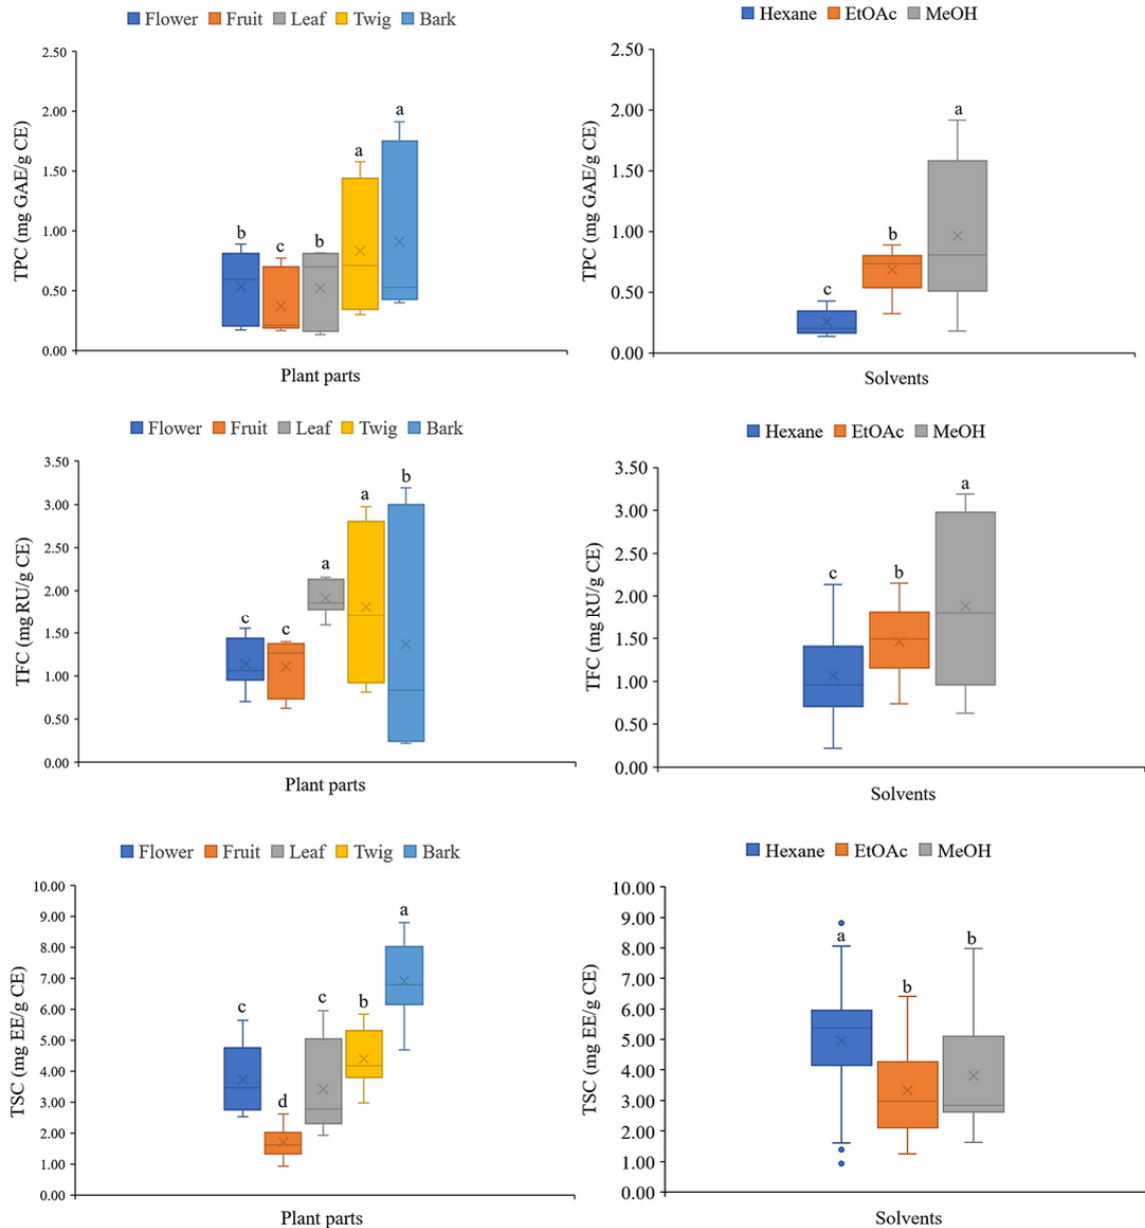 Flower Fruit Leaf Twig Bark
2.50
2.00
1.50
1.00
0.50
0.00
TPC (mg GAE/g CE)
b
c
b
a
a
Plant parts
Hexane EtOAc MeOH
2.50
2.00
1.50
1.00
0.50
0.00
TPC (mg GAE/g CE)
c
b
a
Solvents
Flower Fruit Leaf Twig Bark
3.50
3.00
2.50
2.00
1.50
1.00
0.50
0.00
TFC (mg RU/g CE)
c
c
a
a
b
Plant parts
Hexane EtOAc MeOH
3.50
3.00
2.50
2.00
1.50
1.00
0.50
0.00
TFC (mg RU/g CE)
c
b
a
Solvents
Flower Fruit Leaf Twig Bark
10.00
9.00
8.00
7.00
6.00
5.00
4.00
3.00
2.00
1.00
0.00
TSC (mg EE/g CE)
c
d
c
b
a
Plant parts
Hexane EtOAc MeOH
10.00
9.00
8.00
7.00
6.00
5.00
4.00
3.00
2.00
1.00
0.00
TSC (mg EE/g CE)
a
b
b
Solvents